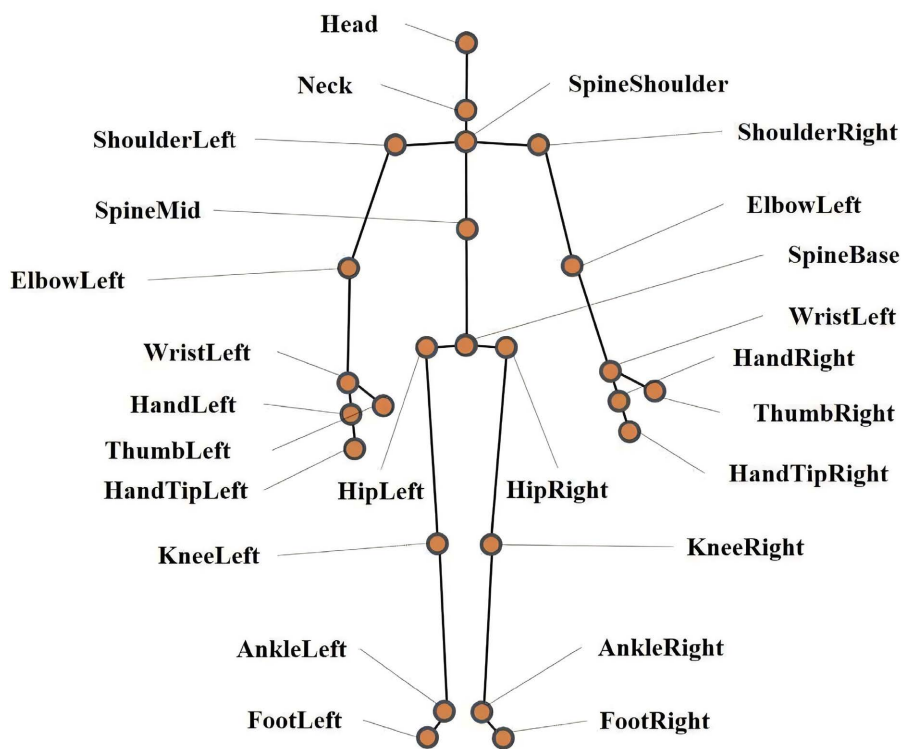 Head
Neck
SpineShoulder
ShoulderLeft
ShoulderRight
SpineMid
ElbowLeft
SpineBase
ElbowLeft
WristLeft
WristLeft
HandRight
HandLeft
ThumbRight
ThumbLeft
HandTipRight
HandTipLeft
HipLeft
HipRight
KneeLeft
KneeRight
AnkleLeft
AnkleRight
FootLeft
FootRight